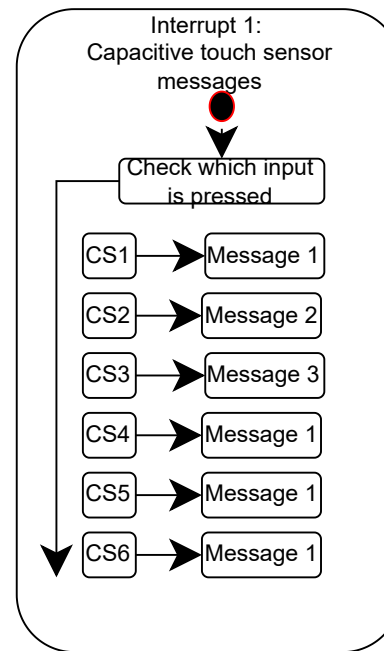 Interrupt 1:
Capacitive touch sensor
messages
Check which input
is pressed
CS1 Message 1
CS2 Message 2
CS3 Message 3
CS4 Message 1
CS5 Message 1
CS6 Message 1